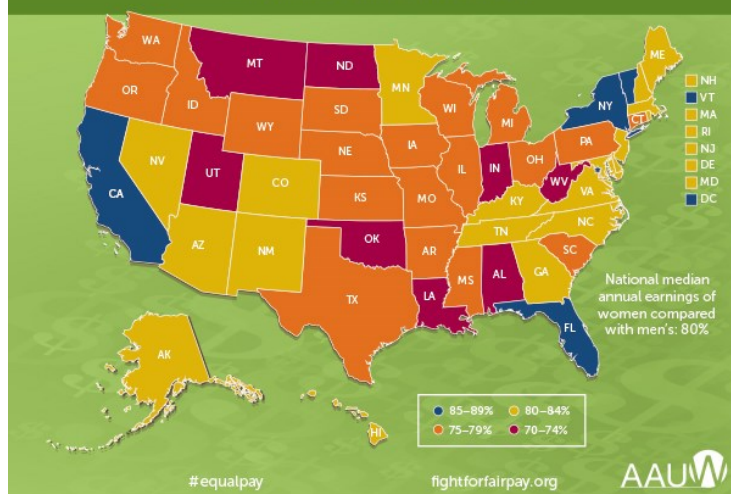 WA
MT
ND
MN
ME
OR
ID
SD
WI
NY
WY
MI
NE
IA
PA
CT
NV
IL
IN
OH
UT
CO
CA
KS
MO
WV
VA
KY
AZ
NM
OK
AR
TN
NC
SC
TX
LA
MS
AL
GA
FL
AK
HI
NH
VT
MA
RI
NJ
DE
MD
DC
National median
annual earnings of
women compared
with men's: 80%
85–89%
80–84%
75–79%
70–74%
#equalpay
fightforfairpay.org
AAUW